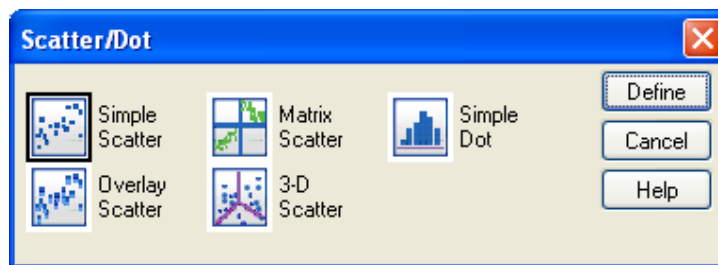 Scatter/Dot
Simple
Scatter
Matrix
Scatter
Simple
Dot
Overlay
Scatter
3-D
Scatter
Define
Cancel
Help